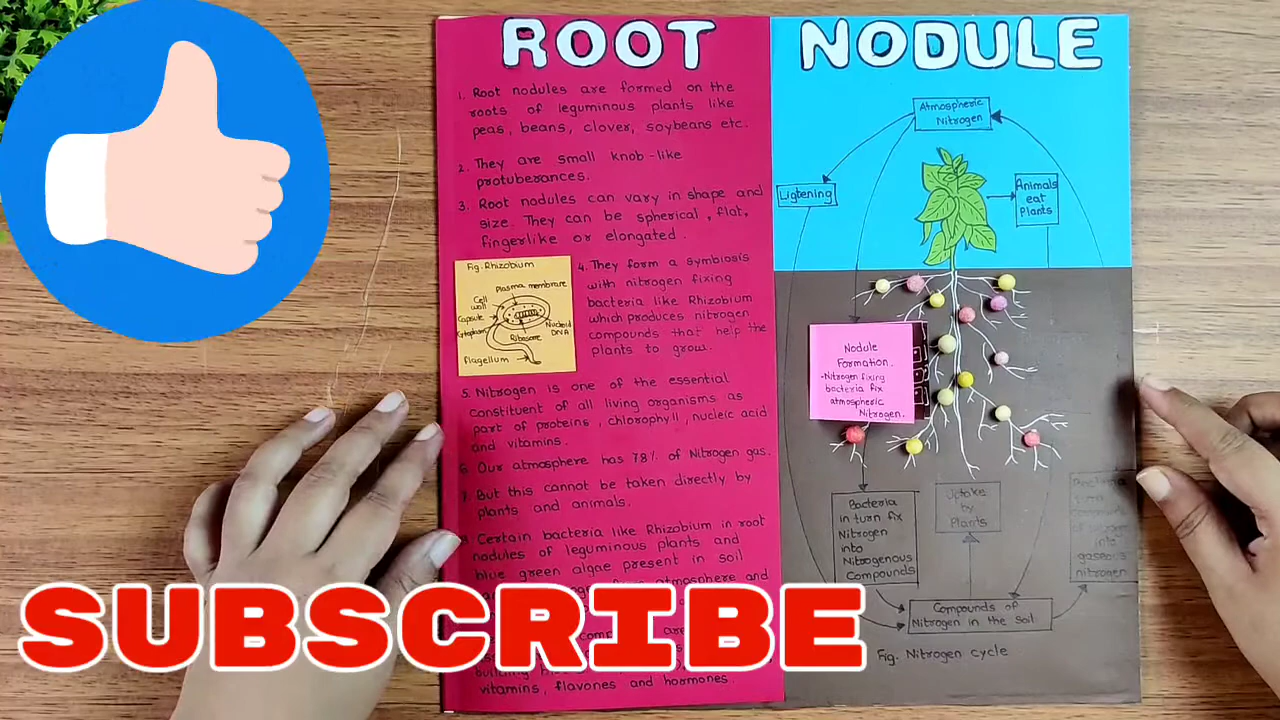 ROOT NODULE
1. Root nodules are formed on the
roots of leguminous plants like
peas, beans, clover, soybeans etc.
2. They are small knob-like
protuberances.
3. Root nodules can vary in shape and
size. They can be spherical, flat,
fingerlike or elongated.
Fig. Rhizobium
Plasma membrane
Cell
wall
Capsule
Cytoplasm
Nucleoid
DNA
Ribosome
Flagellum
4. They form a symbiosis
with nitrogen fixing
bacteria like Rhizobium
which produces nitrogen
compounds that help the
plants to grow.
5. Nitrogen is one of the essential
constituent of all living organisms as
part of proteins, chlorophyll, nucleic acid
and vitamins.
6. Our atmosphere has 78% of Nitrogen gas.
7. But this cannot be taken directly by
plants and animals.
8. Certain bacteria like Rhizobium in root
nodules of leguminous plants and
blue green algae present in soil
atmosphere and
are
vitamins, flavones and hormones.
Atmospheric
Nitrogen
Ligtening
Animals
eat
plants
Nodule
Formation.
-Nitrogen fixing
bacteria fix
atmospheric
Nitrogen.
Bacteria
in turn fix
Nitrogen
into
Nitrogenous
Compounds
Uptake
by
Plants
Bacteria
turn
compounds
of nitrogen
into
gaseous
nitrogen
Compounds of
Nitrogen in the Soil
Fig. Nitrogen cycle
SUBSCRIBE